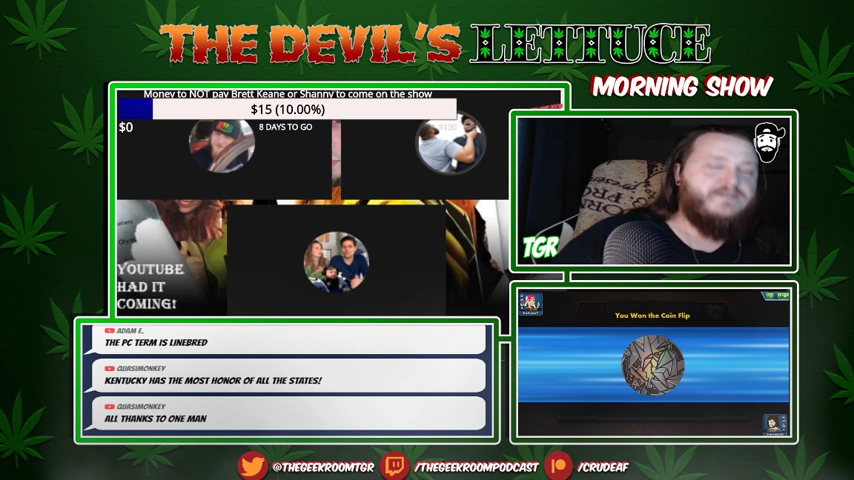 THE DEVIL'S LETTUCE
MORNING SHOW
Money to NOT pay Brett Keane or Shanny to come on the show
$15 (10.00%)
$0
8 DAYS TO GO
$150
TGR
YOUTUBE
HAD IT
COMING!
You Won the Coin Flip
ADAM E.
THE PC TERM IS LINEBRED
QUASIMONKEY
KENTUCKY HAS THE MOST HONOR OF ALL THE STATES!
QUASIMONKEY
ALL THANKS TO ONE MAN
@THEGEEKROOMTGR
/THEGEEKROOMPODCAST
/CRUDEAF